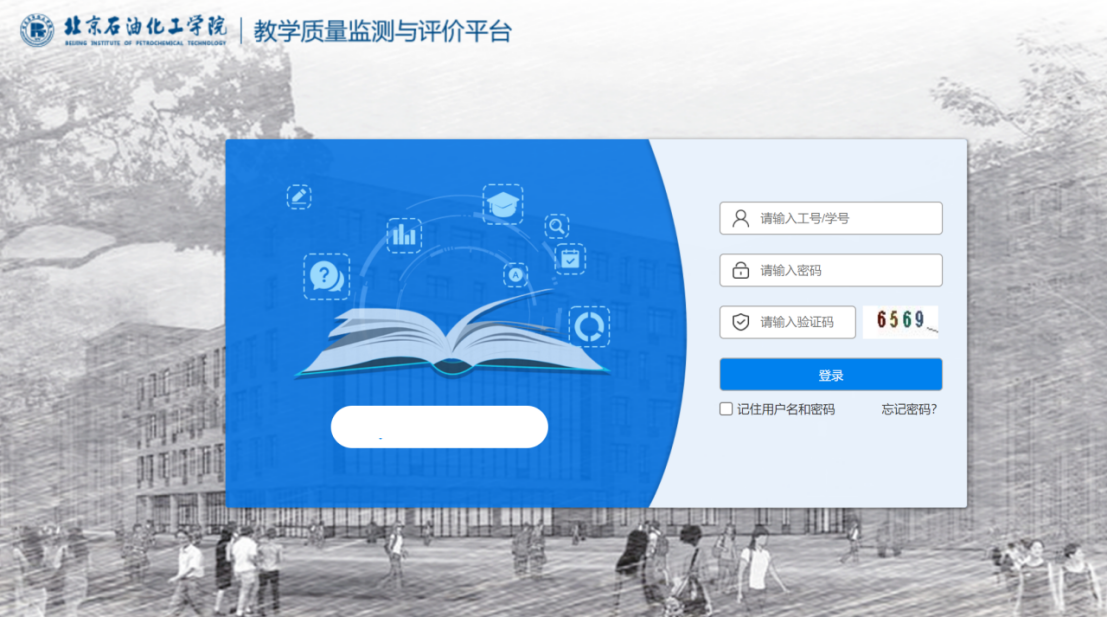 北京石油化工学院
BEIJING INSTITUTE OF PETROCHEMICAL TECHNOLOGY
教学质量监测与评价平台
?
A
请输入工号/学号
请输入密码
请输入验证码
6569
登录
记住用户名和密码
忘记密码?